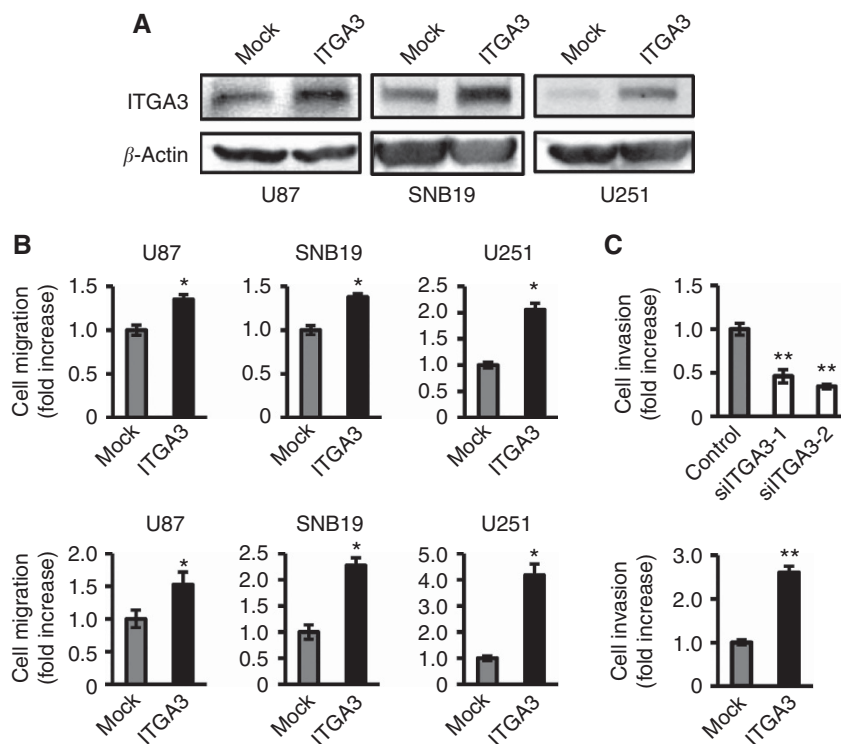 A
Mock ITGA3 Mock ITGA3 Mock ITGA3
ITGA3
β-Actin
U87 SNB19 U251
B
U87 SNB19 U251
Cell migration
(fold increase)
1.5
1.0
0.5
0
Mock ITGA3
1.5
1.0
0.5
0
Mock ITGA3
2.5
2.0
1.5
1.0
0.5
0
Mock ITGA3
* * *
U87 SNB19 U251
Cell migration
(fold increase)
2.0
1.5
1.0
0.5
0
Mock ITGA3
2.5
2.0
1.5
1.0
0.5
0
Mock ITGA3
5.0
4.0
3.0
2.0
1.0
0
Mock ITGA3
* * *
C
Cell invasion
(fold increase)
1.5
1.0
0.5
0
** **
Control siITGA3-1 siITGA3-2
Cell invasion
(fold increase)
3.0
2.0
1.0
0
**
Mock ITGA3